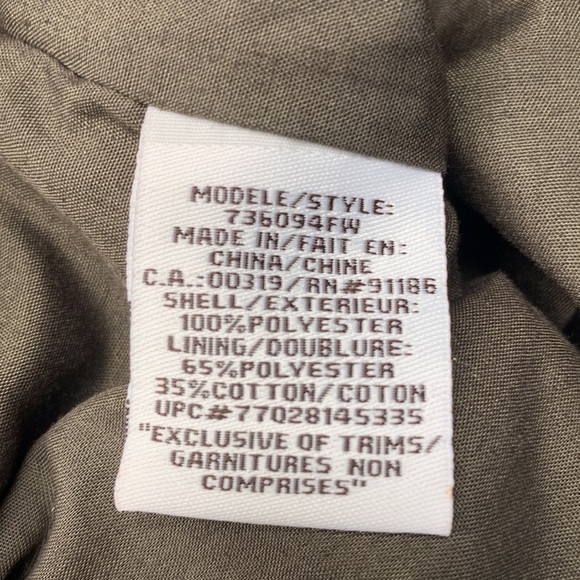 MODELE/STYLE:
736094FW
MADE IN/FAIT EN:
CHINA/CHINE
C.A.:00319/RN#91186
SHELL/EXTERIEUR:
100%POLYESTER
LINING/DOUBLURE:
65%POLYESTER
35%COTTON/COTON
UPC#77028145335
"EXCLUSIVE OF TRIMS/
GARNITURES NON
COMPRISES"